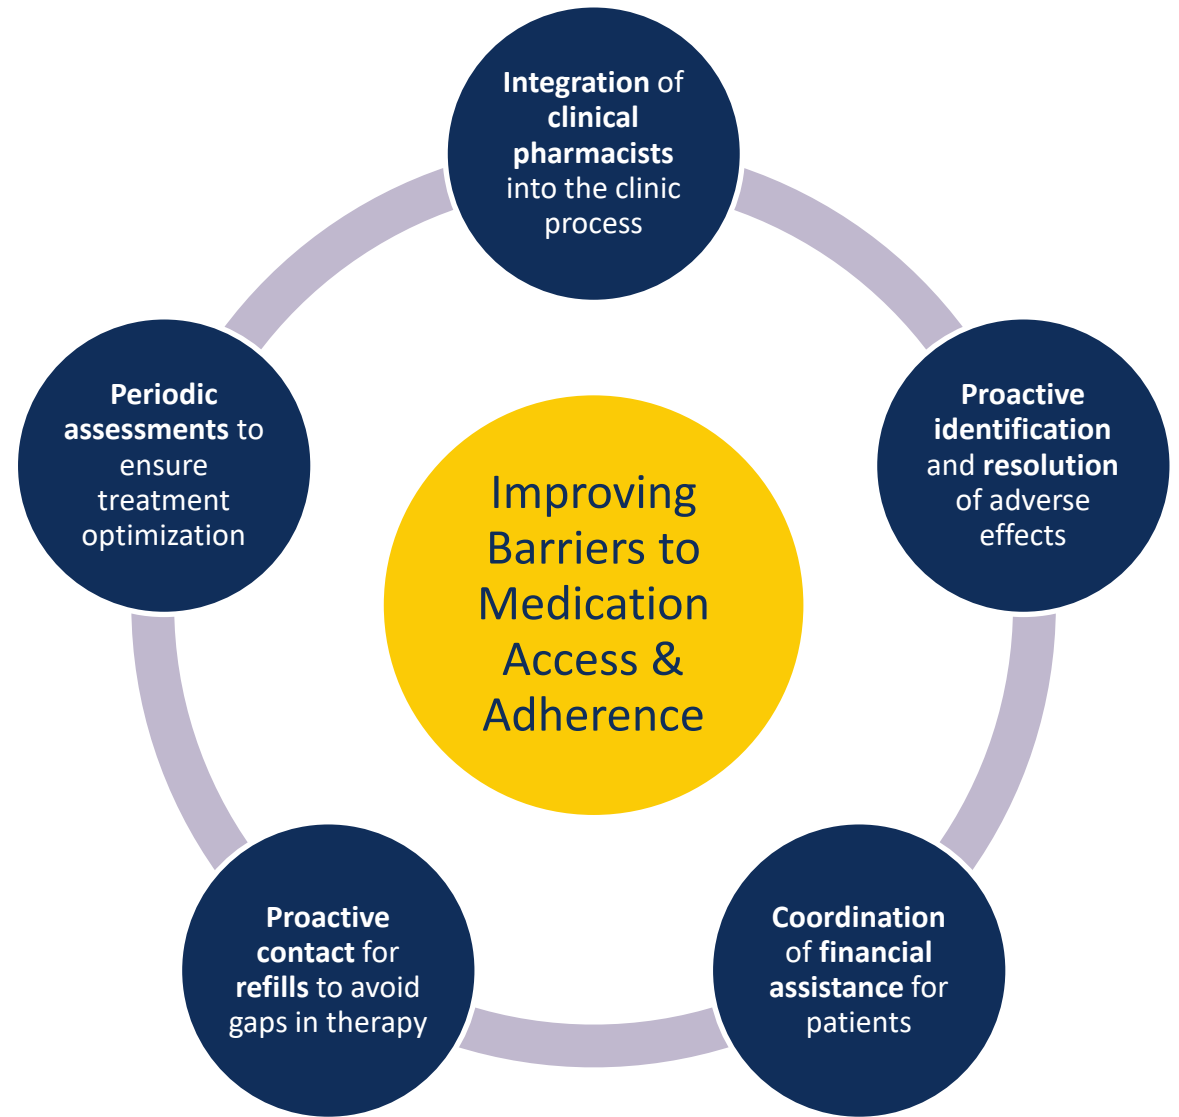 Integration of
clinical
pharmacists
into the clinic
process
Proactive
identification
and resolution
of adverse
effects
Coordination
of financial
assistance for
patients
Proactive
contact for
refills to avoid
gaps in therapy
Periodic
assessments to
ensure
treatment
optimization
Improving
Barriers to
Medication
Access &
Adherence